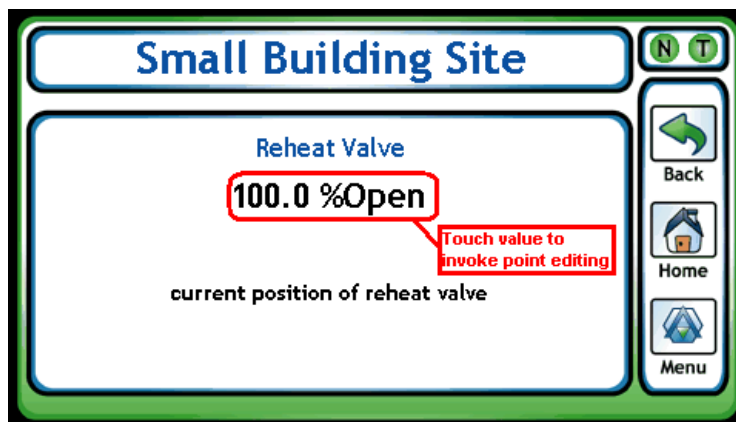 Small Building Site
N T
Reheat Valve
100.0 %Open
Touch value to
invoke point editing
current position of reheat valve
Back
Home
Menu